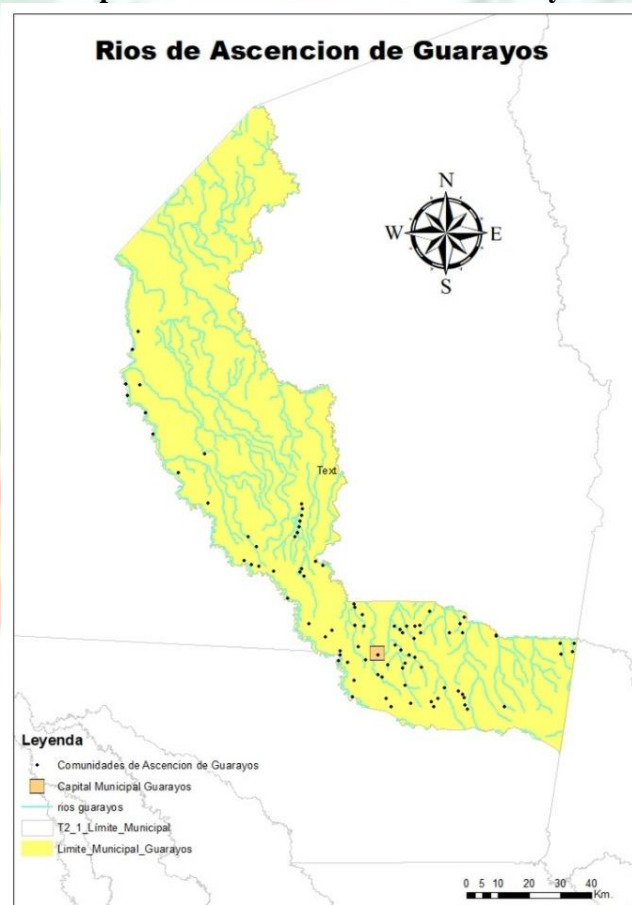 Rios de Ascencion de Guarayos
N
W
E
S
Text
Leyenda
Comunidades de Ascencion de Guarayos
Capital Municipal Guarayos
rios guarayos
T2_1_Límite_Municipal
Limite_Municipal_Guarayos
0 5 10 20 30 40
Km.